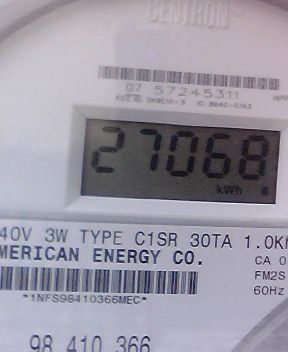 CENTRON
07 57245311
27068
kWh
40V 3W TYPE C1SR 30TA 1.0K
MERICAN ENERGY CO.
CA 0
FM2S
60Hz
*1NFS98410366MEC*
98 410 366